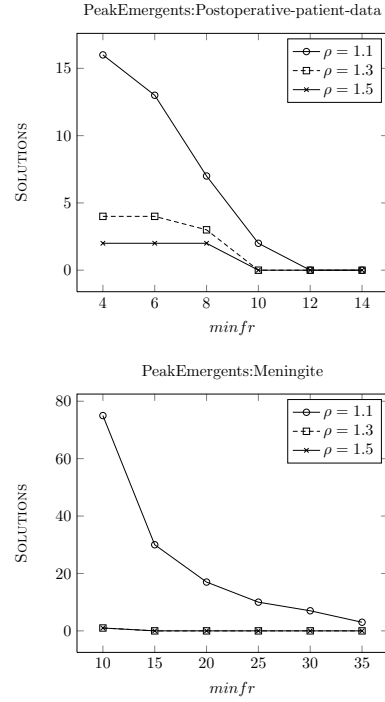 PeakEmergents:Postoperative-patient-data
ρ = 1.1
ρ = 1.3
ρ = 1.5
15
10
5
0
SOLUTIONS
4 6 8 10 12 14
minfr
PeakEmergents:Meningite
ρ = 1.1
ρ = 1.3
ρ = 1.5
80
60
40
20
0
SOLUTIONS
10 15 20 25 30 35
minfr